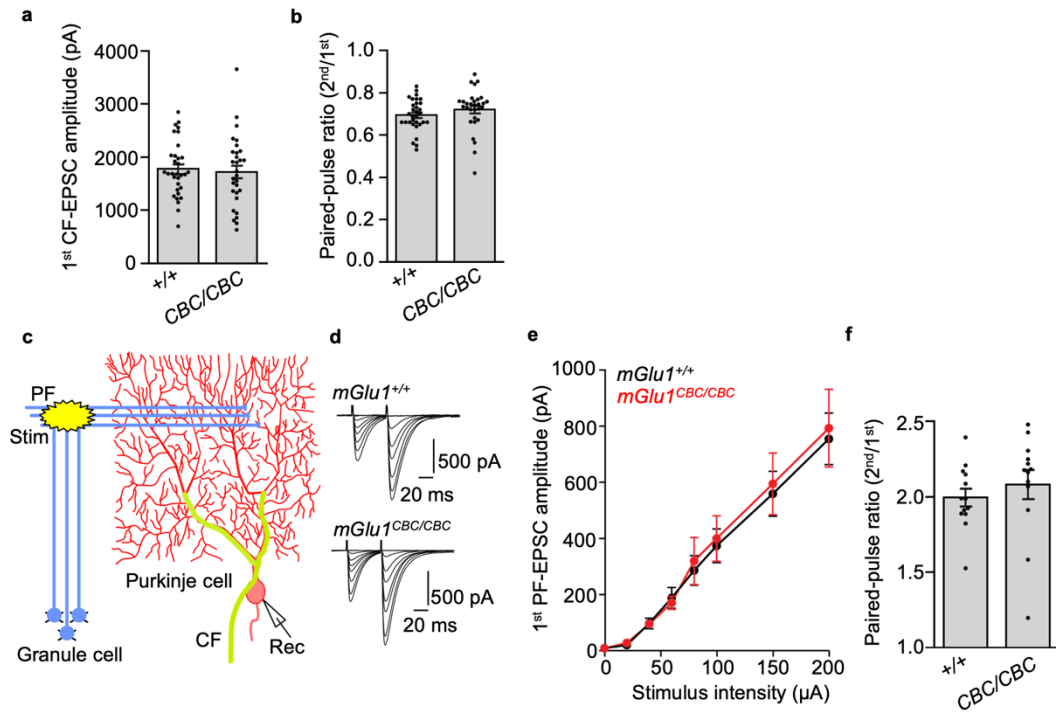 a
1st CF-EPSC amplitude (pA)
4000
3000
2000
1000
0
+/+
CBC/CBC
b
Paired-pulse ratio (2nd/1st)
1.0
0.8
0.6
0.4
0.2
0.0
+/+
CBC/CBC
c
PF
Stim
Purkinje cell
Granule cell
CF
Rec
d
mGlu1+/+
500 pA
20 ms
mGlu1CBC/CBC
500 pA
20 ms
e
mGlu1+/+
mGlu1CBC/CBC
1st PF-EPSC amplitude (pA)
1000
800
600
400
200
0
0 50 100 150 200
Stimulus intensity (µA)
f
Paired-pulse ratio (2nd/1st)
2.5
2.0
1.5
1.0
+/+
CBC/CBC